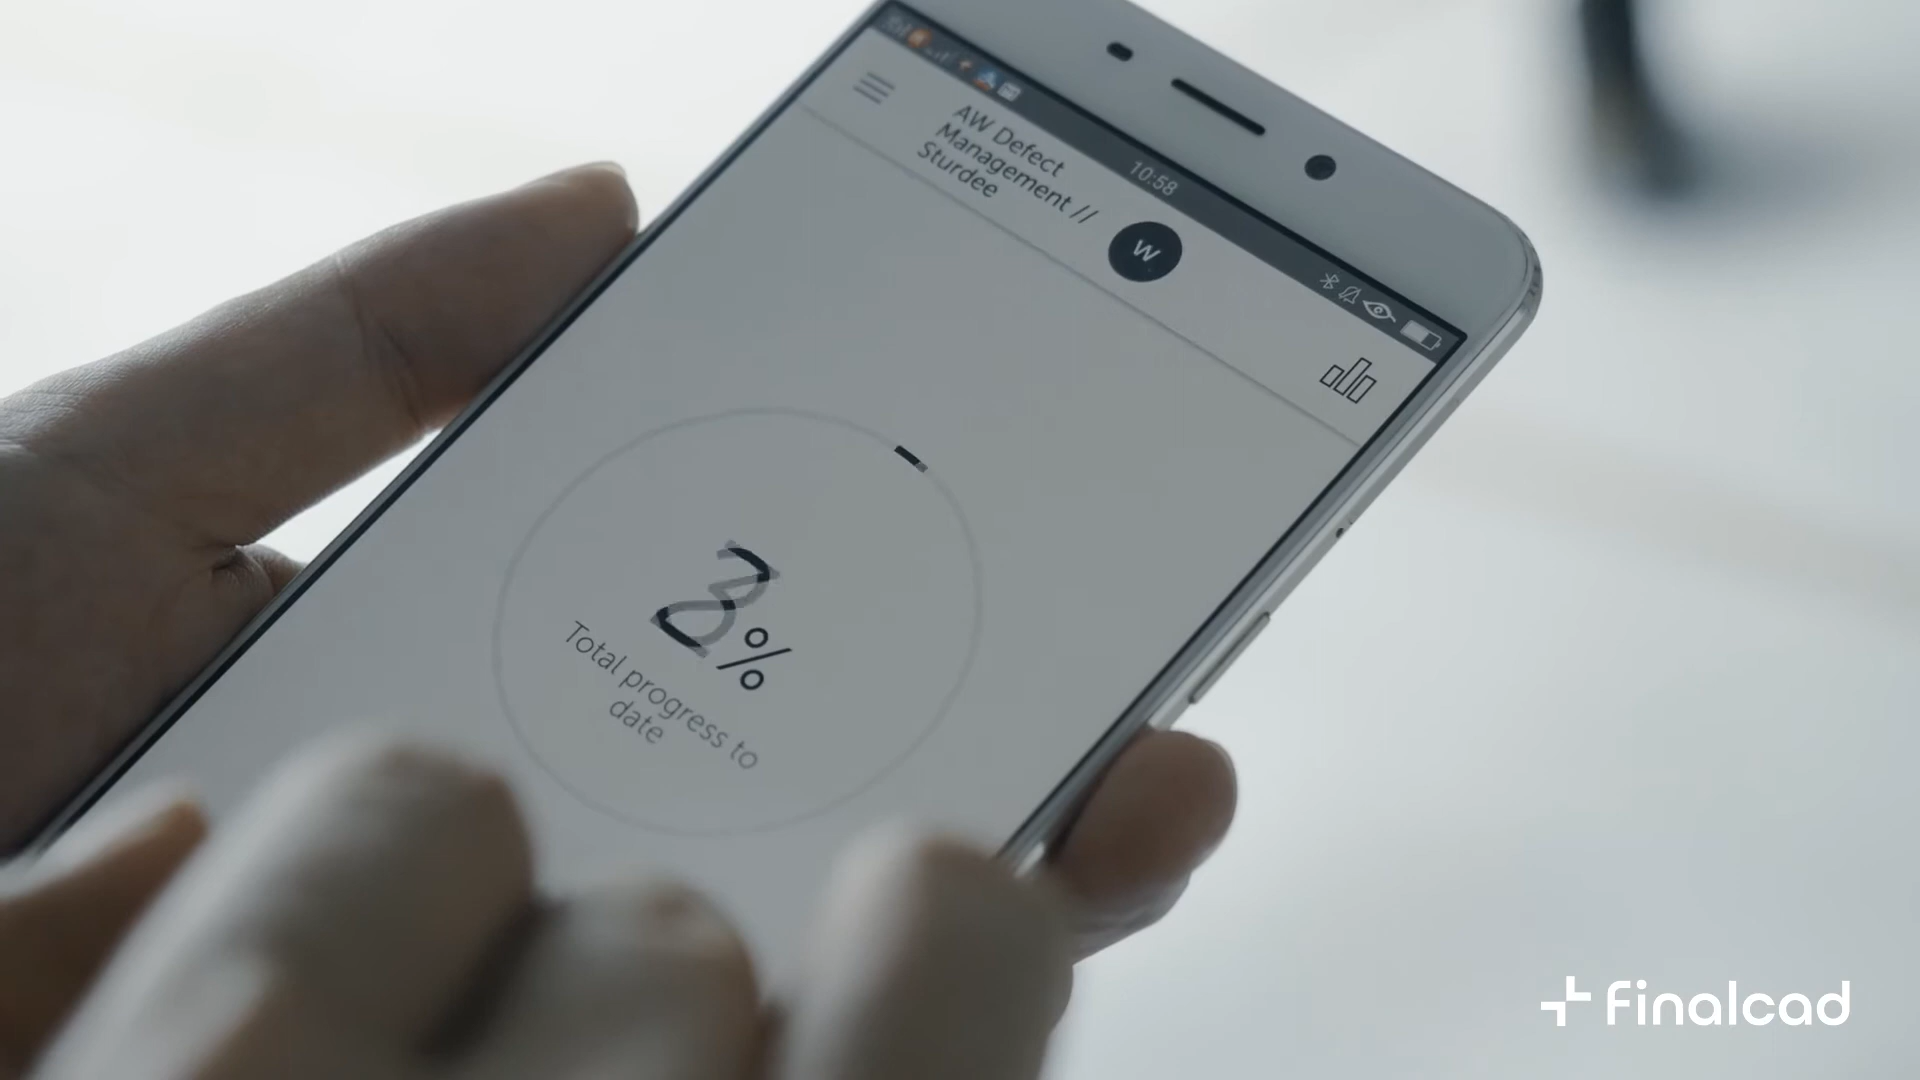 10:58
AW Defect
Management //
Sturdee
W
%
Total progress to
date
Finalcad